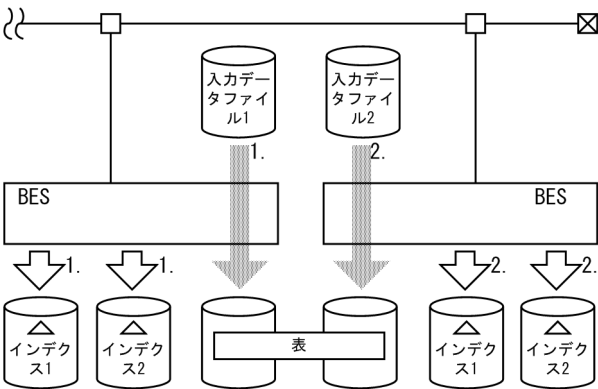 入力デー
タファイ
ル1
入力デー
タファイ
ル2
1.
2.
BES
BES
1.
1.
2.
2.
インデク
ス1
インデク
ス2
表
インデク
ス1
インデク
ス2